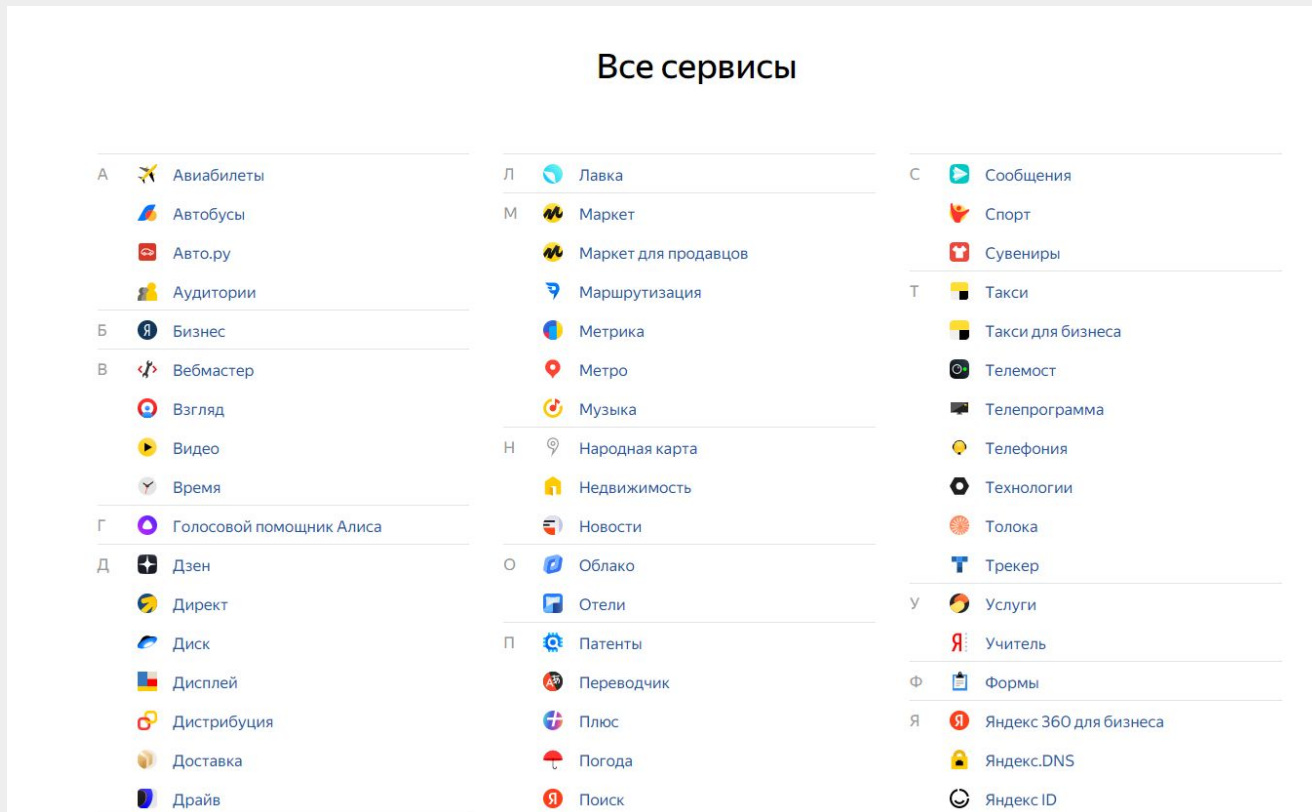 Все сервисы
А
Авиабилеты
Автобусы
Авто.ру
Аудитории
Б
Бизнес
В
Вебмастер
Взгляд
Видео
Время
Г
Голосовой помощник Алиса
Д
Дзен
Директ
Диск
Дисплей
Дистрибуция
Доставка
Драйв
Л
Лавка
М
Маркет
Маркет для продавцов
Маршрутизация
Метрика
Метро
Музыка
Н
Народная карта
Недвижимость
Новости
О
Облако
Отели
П
Патенты
Переводчик
Плюс
Погода
Поиск
С
Сообщения
Спорт
Сувениры
Т
Такси
Такси для бизнеса
Телемост
Телепрограмма
Телефония
Технологии
Толока
Трекер
У
Услуги
Учитель
Ф
Формы
Я
Яндекс 360 для бизнеса
Яндекс.DNS
Яндекс ID